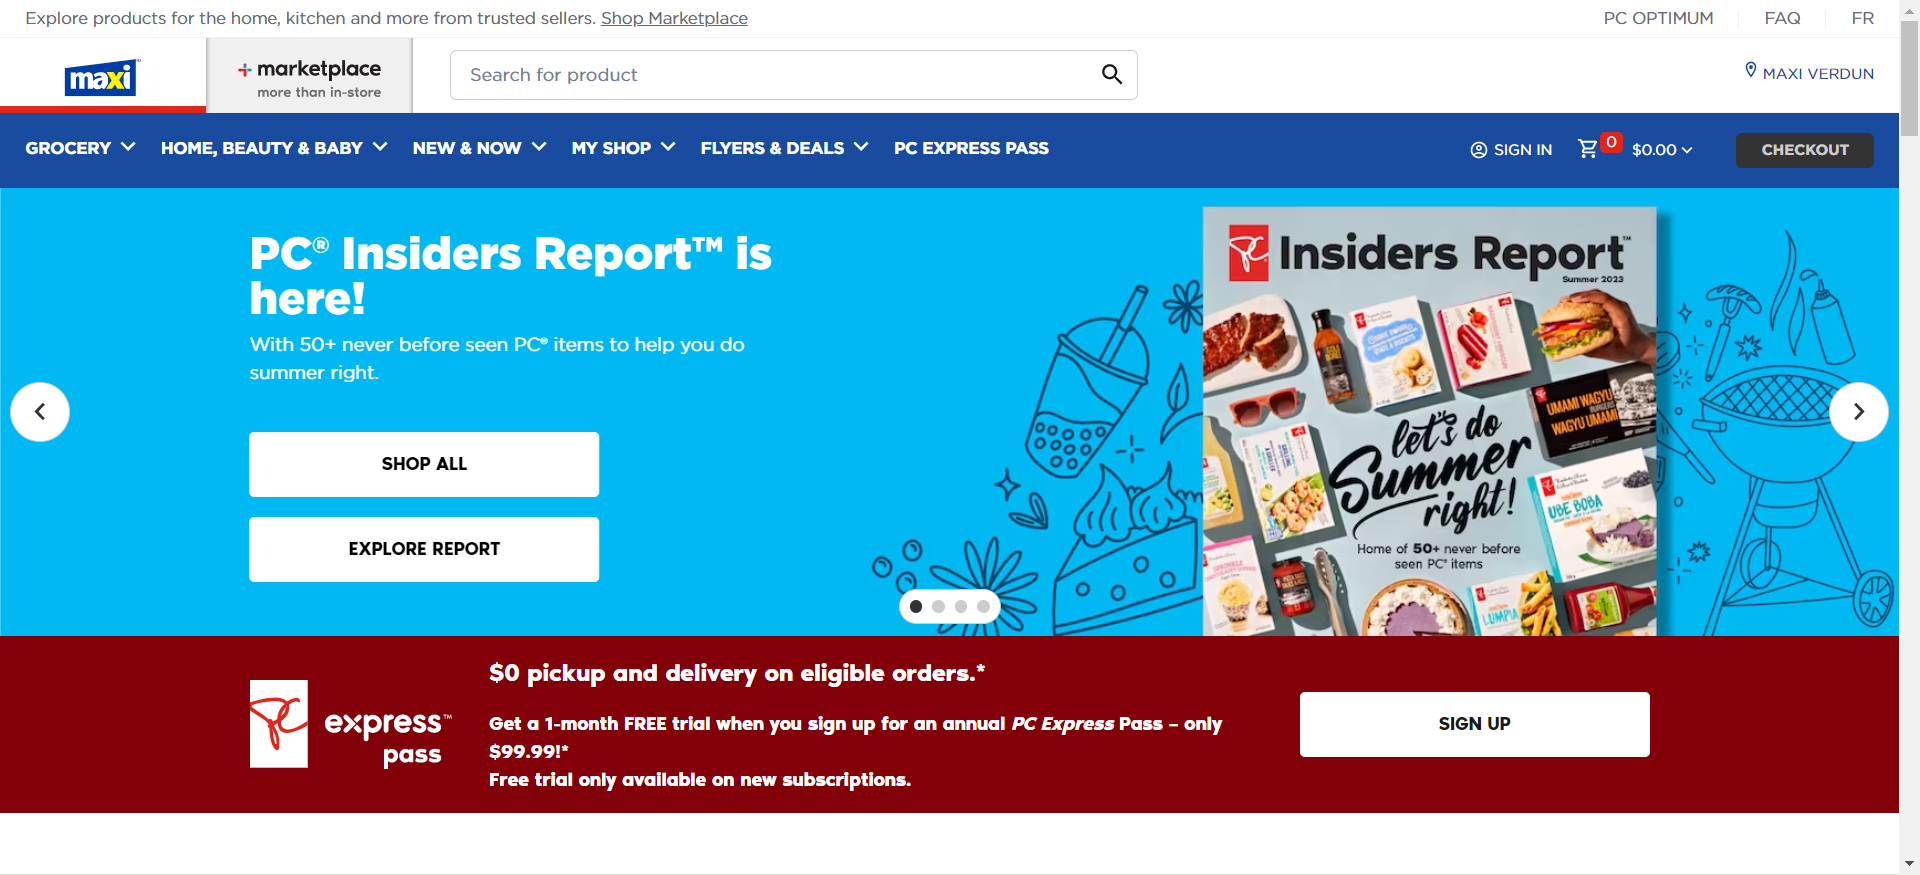 Explore products for the home, kitchen and more from trusted sellers. Shop Marketplace
PC OPTIMUM
FAQ
FR
maxi
marketplace
more than in-store
Search for product
MAXI VERDUN
GROCERY
HOME, BEAUTY & BABY
NEW & NOW
MY SHOP
FLYERS & DEALS
PC EXPRESS PASS
SIGN IN
0
$0.00
CHECKOUT
PC® Insiders Report™ is
here!
With 50+ never before seen PC® items to help you do
summer right.
SHOP ALL
EXPLORE REPORT
PC Insiders Report™
Summer 2023
UMAMI WAGYU
BURGERS
WAGYU UMAMI
let's do
Summer
right!
UBE BOBA
Home of 50+ never before
seen PC® items
SPRINKLE
LUMPIA
PC express™
pass
$0 pickup and delivery on eligible orders.*
Get a 1-month FREE trial when you sign up for an annual PC Express Pass – only
$99.99!*
Free trial only available on new subscriptions.
SIGN UP